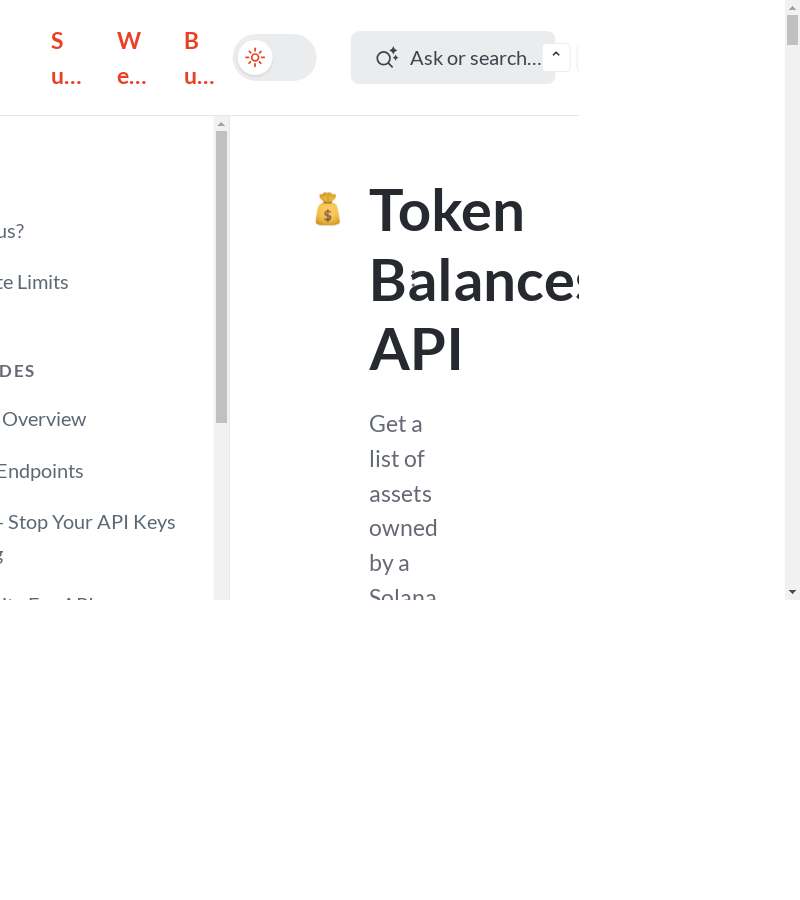 S W B
u… e… u…
Ask or search…
us?
te Limits
DES
Overview
Endpoints
- Stop Your API Keys
Token
Balances
API
Get a
list of
assets
owned
by a
Solana